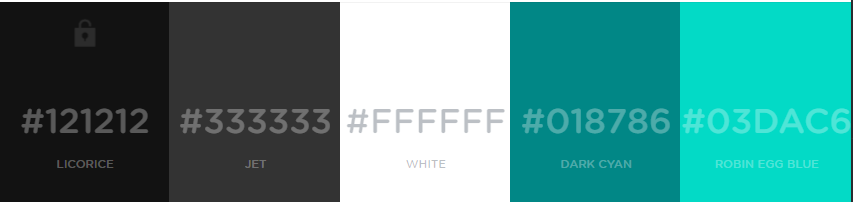 #121212 #333333 #FFFFFF #018786 #03DAC6
LICORICE JET WHITE DARK CYAN ROBIN EGG BLUE